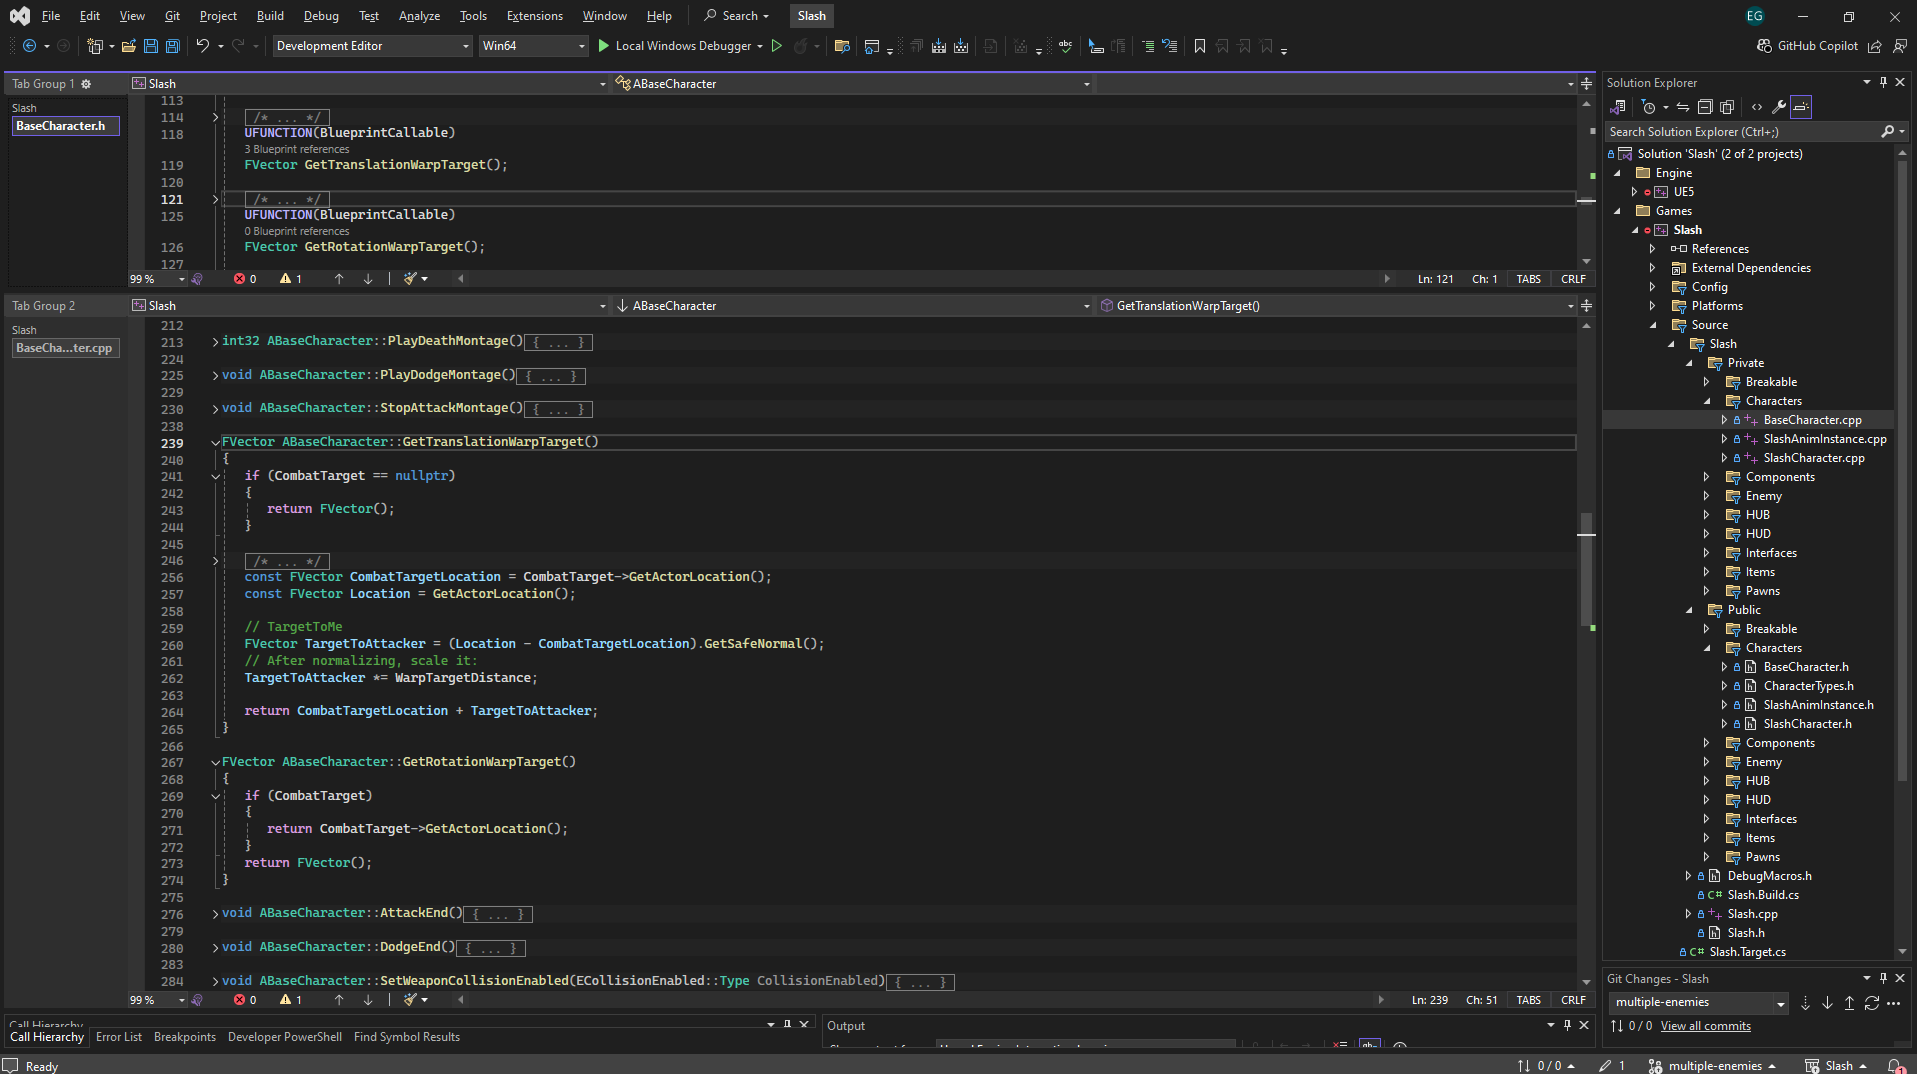 File Edit View Git Project Build Debug Test Analyze Tools Extensions Window Help Search Slash EG
Development Editor Win64 Local Windows Debugger GitHub Copilot
Tab Group 1
Slash
BaseCharacter.h
Slash ABaseCharacter
113
114 /* ... */
118 UFUNCTION(BlueprintCallable)
3 Blueprint references
119 FVector GetTranslationWarpTarget();
120
121 /* ... */
125 UFUNCTION(BlueprintCallable)
0 Blueprint references
126 FVector GetRotationWarpTarget();
127
99 % 0 1 Ln: 121 Ch: 1 TABS CRLF
Tab Group 2
Slash
BaseCha...ter.cpp
Slash ABaseCharacter GetTranslationWarpTarget()
212
213 int32 ABaseCharacter::PlayDeathMontage(){ ... }
224
225 void ABaseCharacter::PlayDodgeMontage(){ ... }
229
230 void ABaseCharacter::StopAttackMontage(){ ... }
238
239 FVector ABaseCharacter::GetTranslationWarpTarget()
240 {
241 if (CombatTarget == nullptr)
242 {
243 return FVector();
244 }
245
246 /* ... */
256 const FVector CombatTargetLocation = CombatTarget->GetActorLocation();
257 const FVector Location = GetActorLocation();
258
259 // TargetToMe
260 FVector TargetToAttacker = (Location - CombatTargetLocation).GetSafeNormal();
261 // After normalizing, scale it:
262 TargetToAttacker *= WarpTargetDistance;
263
264 return CombatTargetLocation + TargetToAttacker;
265 }
266
267 FVector ABaseCharacter::GetRotationWarpTarget()
268 {
269 if (CombatTarget)
270 {
271 return CombatTarget->GetActorLocation();
272 }
273 return FVector();
274 }
275
276 void ABaseCharacter::AttackEnd(){ ... }
279
280 void ABaseCharacter::DodgeEnd(){ ... }
283
284 void ABaseCharacter::SetWeaponCollisionEnabled(ECollisionEnabled::Type CollisionEnabled){ ... }
99 % 0 1 Ln: 239 Ch: 51 TABS CRLF
Call Hierarchy
Call Hierarchy Error List Breakpoints Developer PowerShell Find Symbol Results
Output
Solution Explorer
Search Solution Explorer (Ctrl+;)
Solution 'Slash' (2 of 2 projects)
Engine
UE5
Games
Slash
References
External Dependencies
Config
Platforms
Source
Slash
Private
Breakable
Characters
BaseCharacter.cpp
SlashAnimInstance.cpp
SlashCharacter.cpp
Components
Enemy
HUB
HUD
Interfaces
Items
Pawns
Public
Breakable
Characters
BaseCharacter.h
CharacterTypes.h
SlashAnimInstance.h
SlashCharacter.h
Components
Enemy
HUB
HUD
Interfaces
Items
Pawns
DebugMacros.h
C# Slash.Build.cs
Slash.cpp
Slash.h
C# Slash.Target.cs
Git Changes - Slash
multiple-enemies
0 / 0 View all commits
Ready 0 / 0 1 multiple-enemies Slash 1